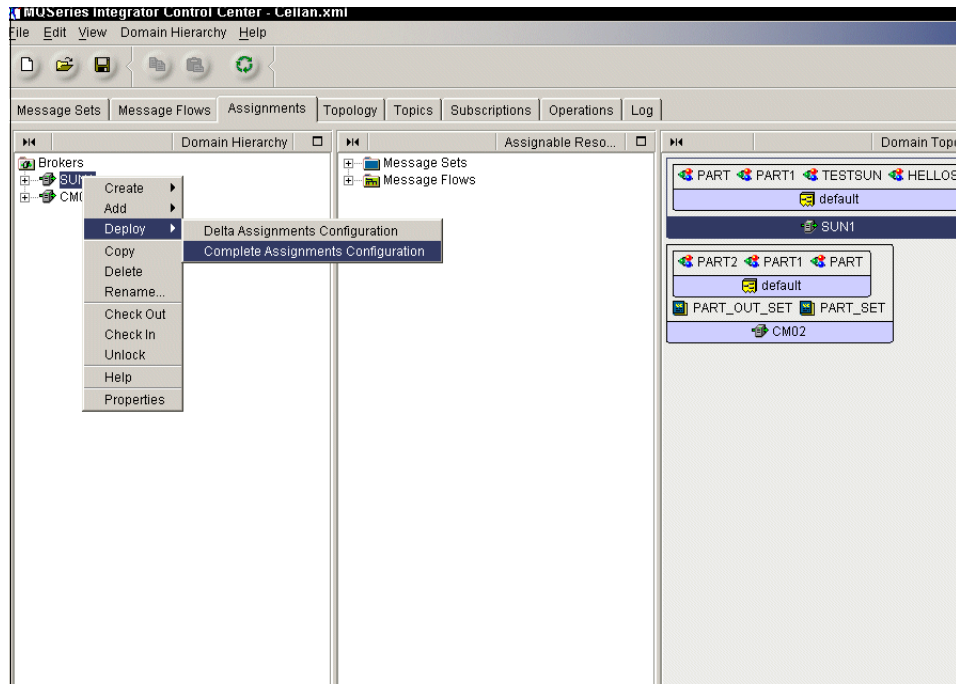 MQSeries Integrator Control Center - Cellan.xml
File Edit View Domain Hierarchy Help
Message Sets Message Flows Assignments Topology Topics Subscriptions Operations Log
Domain Hierarchy Assignable Reso... Domain Topo
Brokers
SUN1
CM0
Create
Add
Deploy
Copy
Delete
Rename...
Check Out
Check In
Unlock
Help
Properties
Delta Assignments Configuration
Complete Assignments Configuration
Message Sets
Message Flows
PART PART1 TESTSUN HELLOS
default
SUN1
PART2 PART1 PART
default
PART_OUT_SET PART_SET
CM02